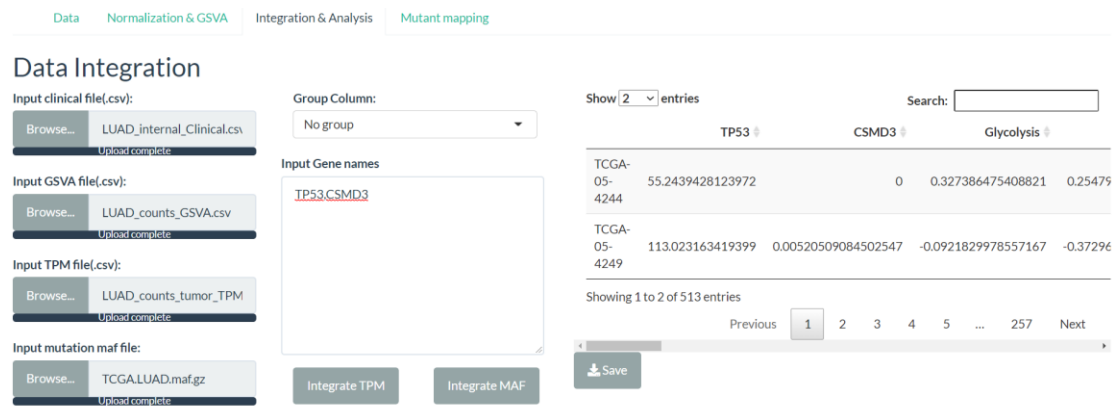 Data Normalization & GSVA Integration & Analysis Mutant mapping
Data Integration
Input clinical file(.csv):
Browse... LUAD_internal_Clinical.csv
Upload complete
Input GSVA file(.csv):
Browse... LUAD_counts_GSVA.csv
Upload complete
Input TPM file(.csv):
Browse... LUAD_counts_tumor_TPM
Upload complete
Input mutation maf file:
Browse... TCGA.LUAD.maf.gz
Upload complete
Group Column:
No group
Input Gene names
TP53,CSMD3
Integrate TPM Integrate MAF
Show 2 entries Search:
TP53 CSMD3 Glycolysis
TCGA-
05- 55.2439428123972 0 0.327386475408821 0.25479
4244
TCGA-
05- 113.023163419399 0.00520509084502547 -0.0921829978557167 -0.37296
4249
Showing 1 to 2 of 513 entries
Previous 1 2 3 4 5 ... 257 Next
Save